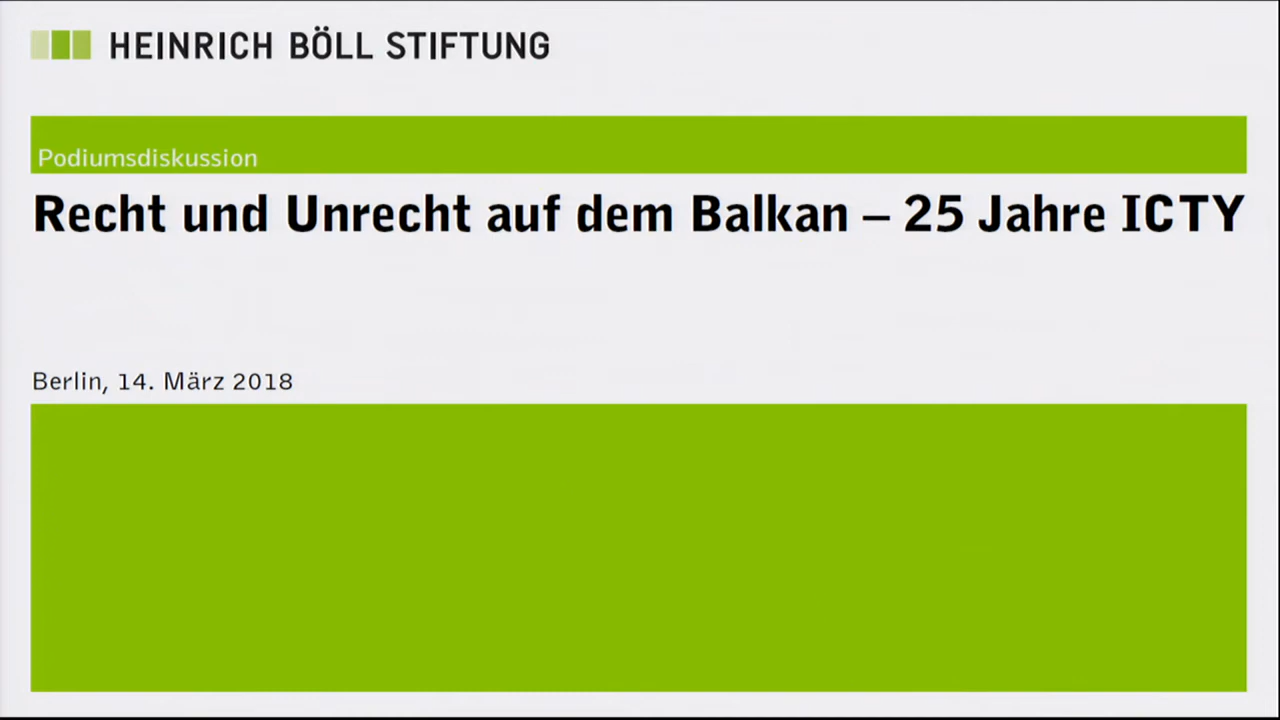 HEINRICH BÖLL STIFTUNG
Podiumsdiskussion
Recht und Unrecht auf dem Balkan – 25 Jahre ICTY
Berlin, 14. März 2018